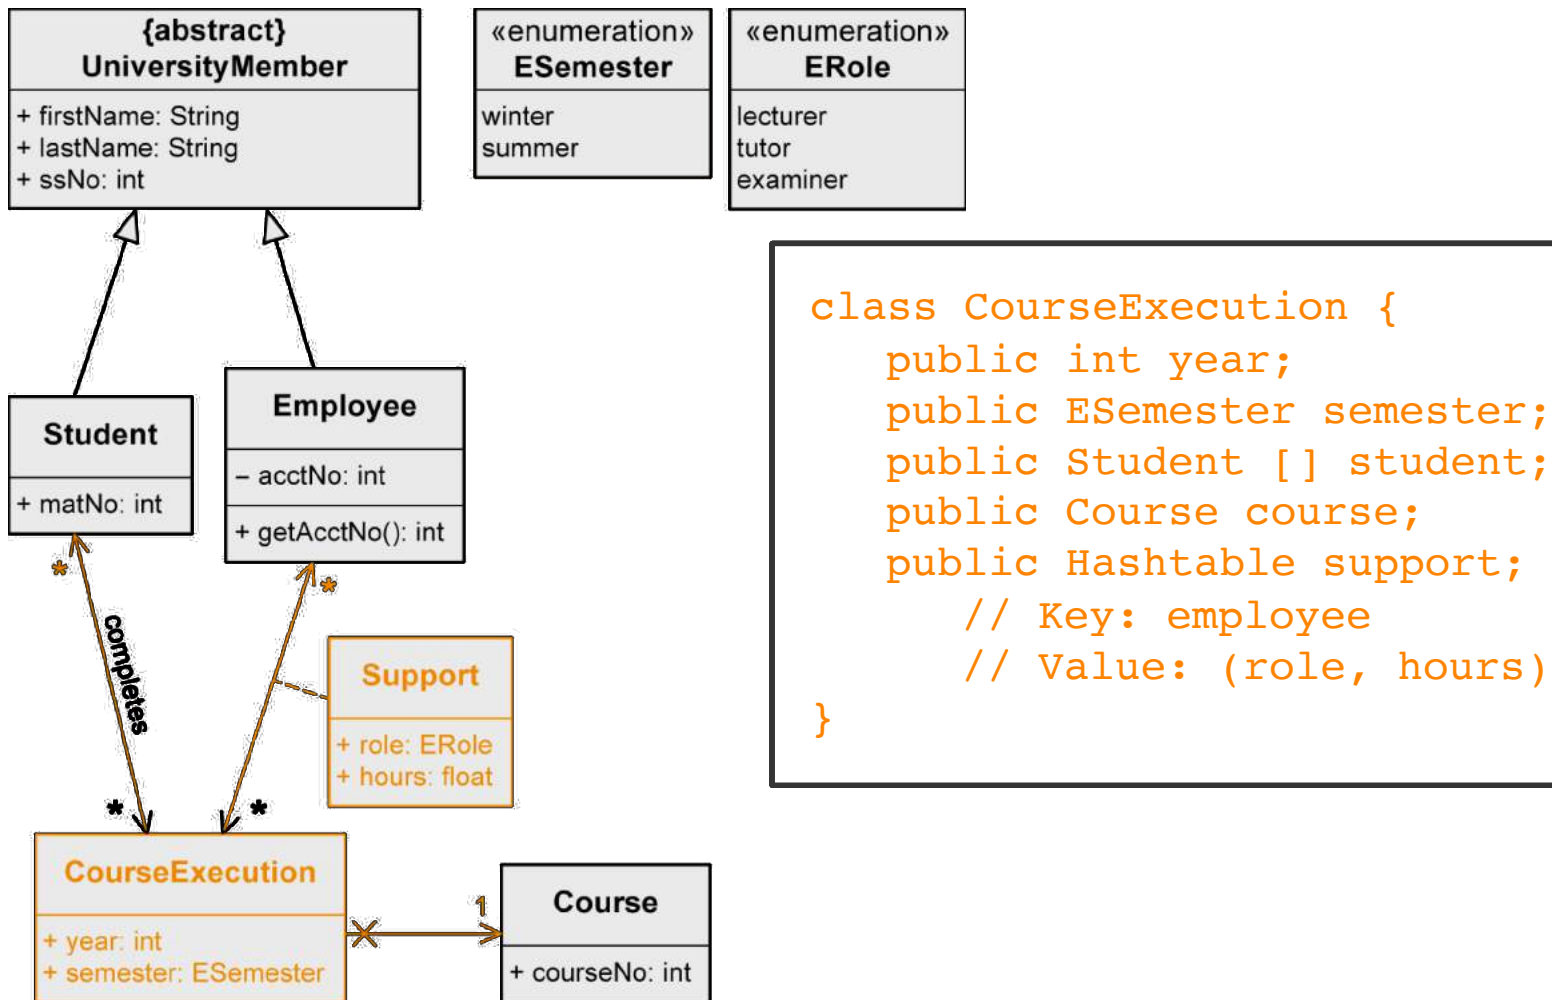 {abstract}
UniversityMember
+ firstName: String
+ lastName: String
+ ssNo: int
«enumeration»
ESemester
winter
summer
«enumeration»
ERole
lecturer
tutor
examiner
Student
+ matNo: int
Employee
– acctNo: int
+ getAcctNo(): int
*
*
completes
Support
+ role: ERole
+ hours: float
*
*
CourseExecution
+ year: int
+ semester: ESemester
1
Course
+ courseNo: int
class CourseExecution {
public int year;
public ESemester semester;
public Student [] student;
public Course course;
public Hashtable support;
// Key: employee
// Value: (role, hours)
}